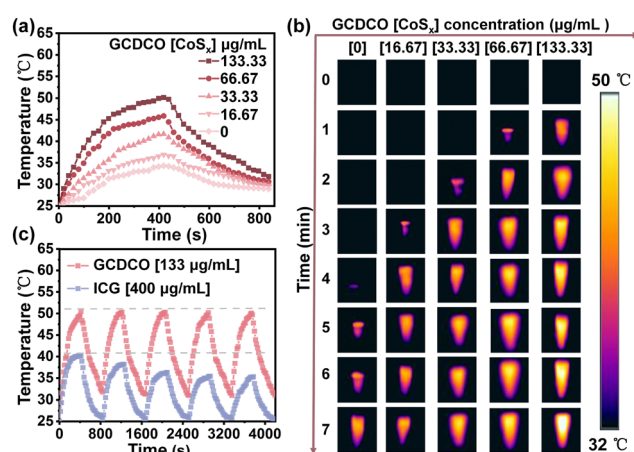 (a)
GCDCO [CoSx] μg/mL
133.33
66.67
33.33
16.67
0
Temperature (℃)
65
60
55
50
45
40
35
30
25
0 200 400 600 800
Time (s)
(b)
GCDCO [CoSx] concentration (μg/mL )
[0] [16.67] [33.33] [66.67] [133.33]
Time (min)
0
1
2
3
4
5
6
7
50 ℃
32 ℃
(c)
GCDCO [133 μg/mL]
ICG [400 μg/mL]
Temperature (℃)
65
60
55
50
45
40
35
30
25
0 800 1600 2400 3200 4000
Time (s)